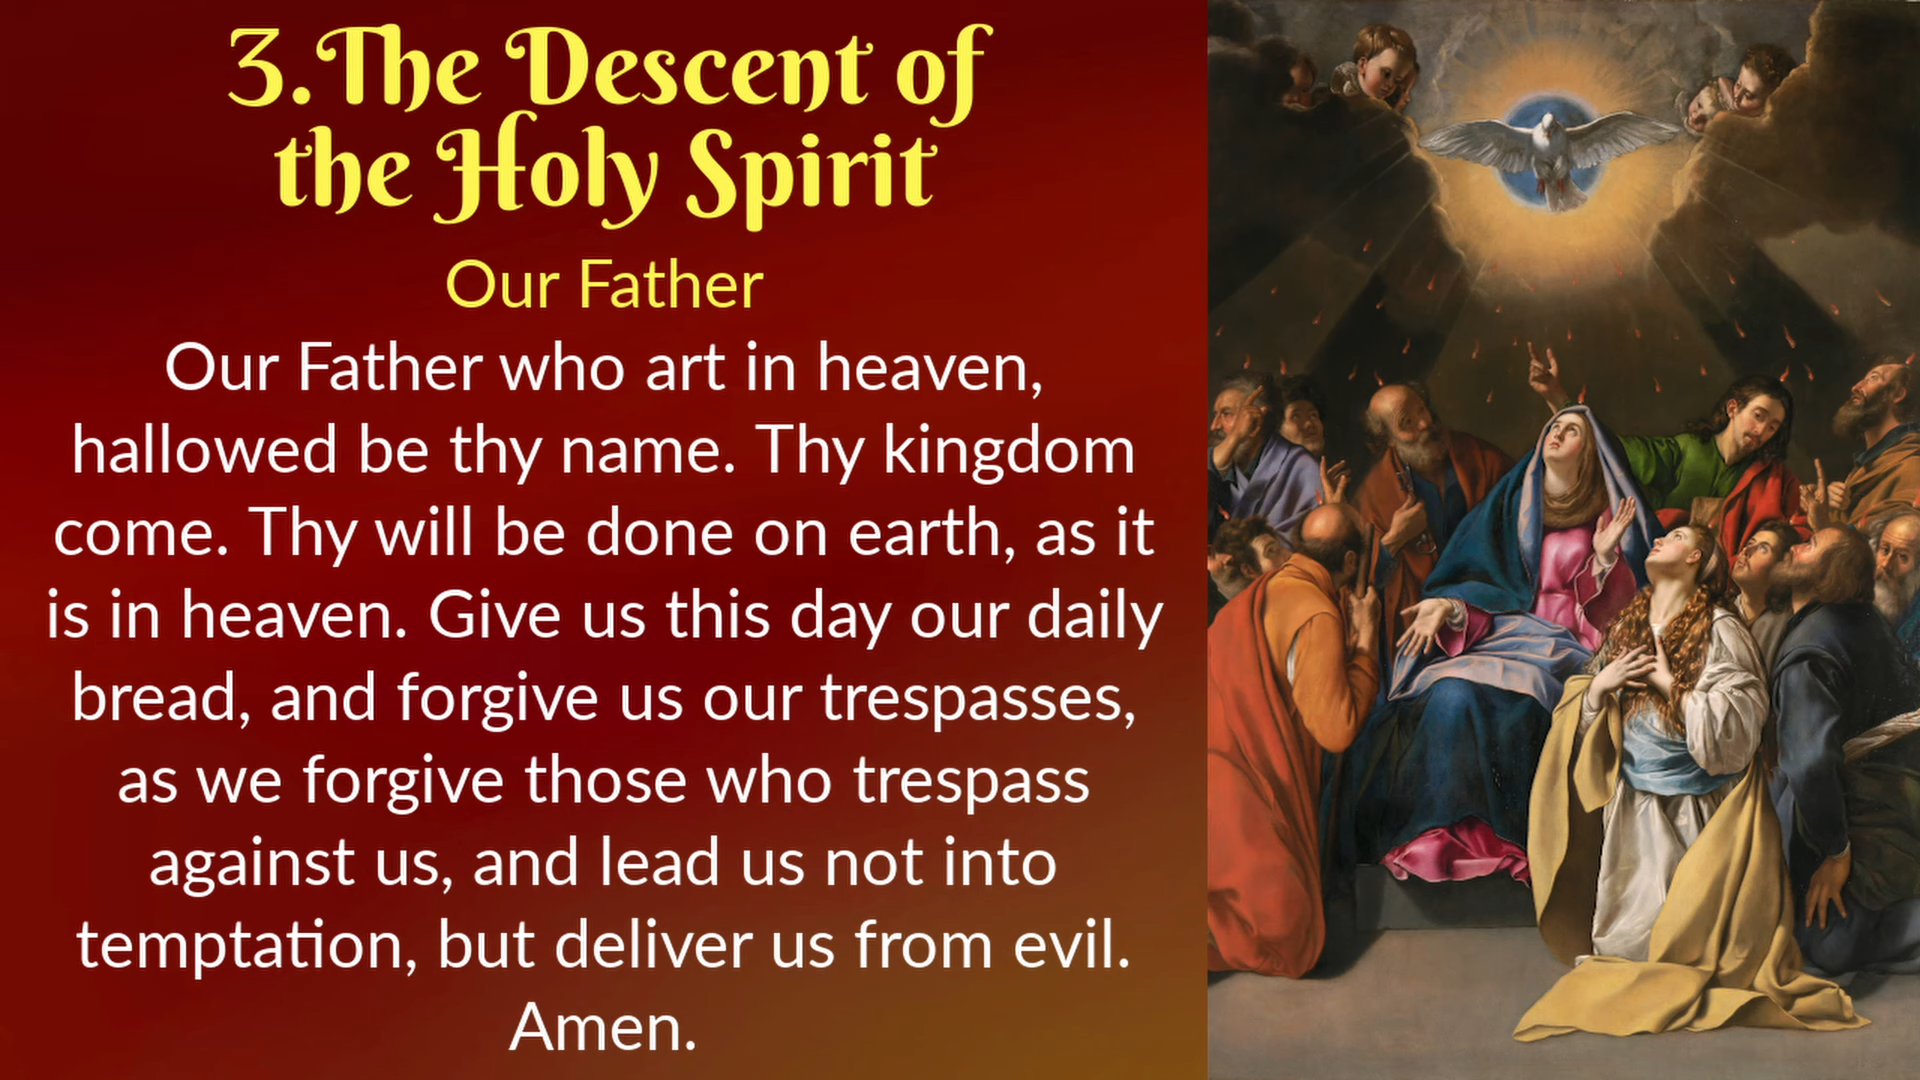 3.The Descent of
the Holy Spirit
Our Father
Our Father who art in heaven,
hallowed be thy name. Thy kingdom
come. Thy will be done on earth, as it
is in heaven. Give us this day our daily
bread, and forgive us our trespasses,
as we forgive those who trespass
against us, and lead us not into
temptation, but deliver us from evil.
Amen.